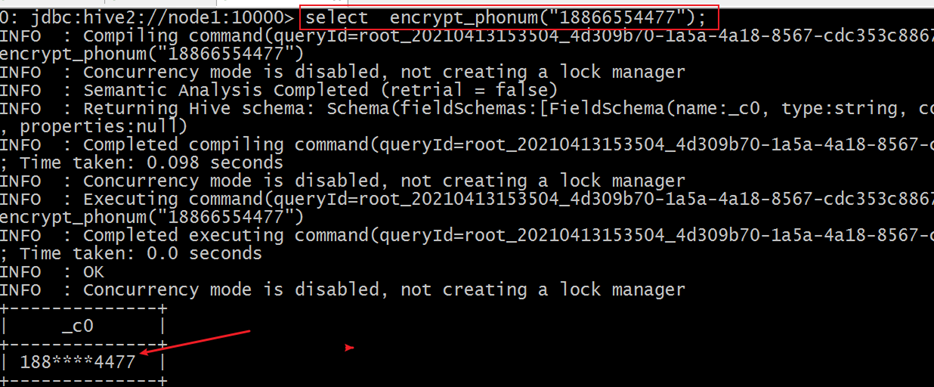 0: jdbc:hive2://node1:10000> select  encrypt_phonum("18866554477");
INFO  : Compiling command(queryId=root_20210413153504_4d309b70-1a5a-4a18-8567-cdc353c8867
encrypt_phonum("18866554477")
INFO  : Concurrency mode is disabled, not creating a lock manager
INFO  : Semantic Analysis Completed (retrial = false)
INFO  : Returning Hive schema: Schema(fieldSchemas:[FieldSchema(name:_c0, type:string, co
, properties:null)
INFO  : Completed compiling command(queryId=root_20210413153504_4d309b70-1a5a-4a18-8567-c
; Time taken: 0.098 seconds
INFO  : Concurrency mode is disabled, not creating a lock manager
INFO  : Executing command(queryId=root_20210413153504_4d309b70-1a5a-4a18-8567-cdc353c8867
encrypt_phonum("18866554477")
INFO  : Completed executing command(queryId=root_20210413153504_4d309b70-1a5a-4a18-8567-c
; Time taken: 0.0 seconds
INFO  : OK
INFO  : Concurrency mode is disabled, not creating a lock manager
+--------------+
|     _c0      |
+--------------+
| 188****4477  |
+--------------+